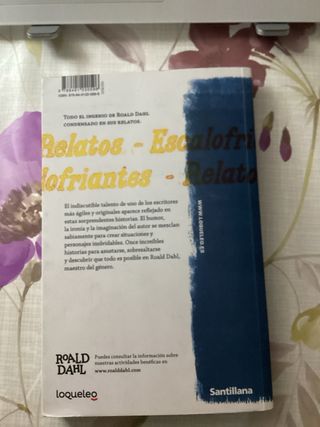 Todo el ingenio de Roald Dahl
condensado en sus relatos.
Relatos - Escalofri
lofriantes - Relato
El indiscutible talento de uno de los escritores
más ágiles y originales aparece reflejado en
estas sorprendentes historias. El humor,
la ironía y la imaginación del autor se mezclan
sabiamente para crear situaciones y
personajes inolvidables. Once increíbles
historias para asustarse, sobresaltarse
y descubrir que todo es posible en Roald Dahl,
maestro del género.
WWW.LOQUELEO.ES
ROALD
DAHL
Puedes consultar la información sobre
nuestras actividades benéficas en
www.roalddahl.com
loqueleo
Santillana